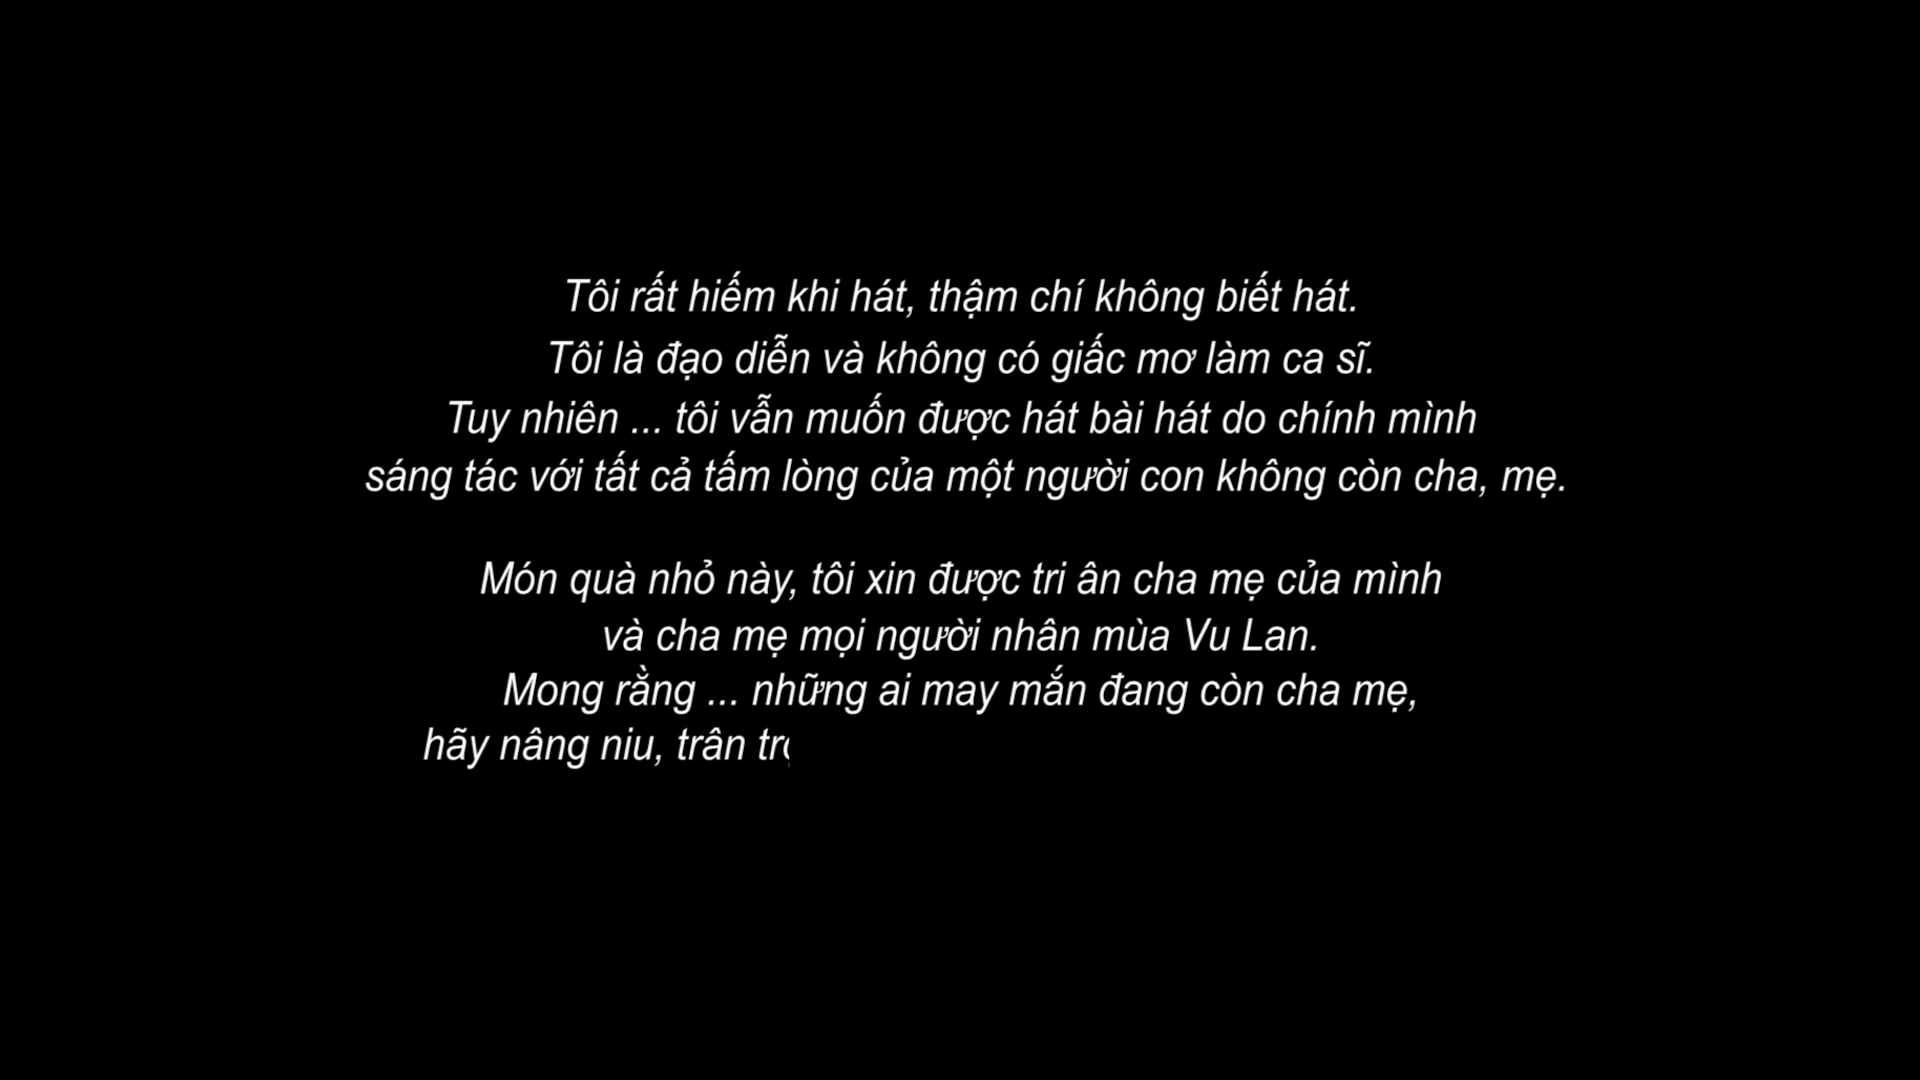 Tôi rất hiếm khi hát, thậm chí không biết hát.
Tôi là đạo diễn và không có giấc mơ làm ca sĩ.
Tuy nhiên ... tôi vẫn muốn được hát bài hát do chính mình
sáng tác với tất cả tấm lòng của một người con không còn cha, mẹ.
Món quà nhỏ này, tôi xin được tri ân cha mẹ của mình
và cha mẹ mọi người nhân mùa Vu Lan.
Mong rằng ... những ai may mắn đang còn cha mẹ,
hãy nâng niu, trân